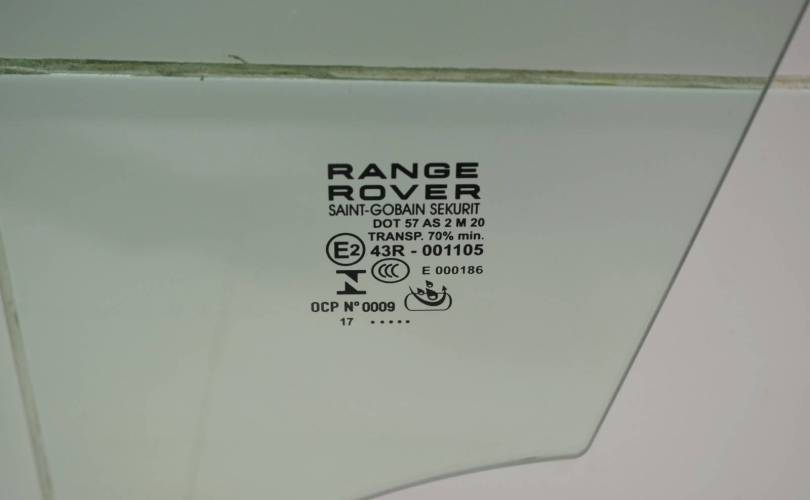 RANGE
ROVER
SAINT-GOBAIN SEKURIT
DOT 57 AS 2 M 20
TRANSP. 70% min.
E2 43R - 001105
CCC E 000186
OCP N° 0009
17 •••••